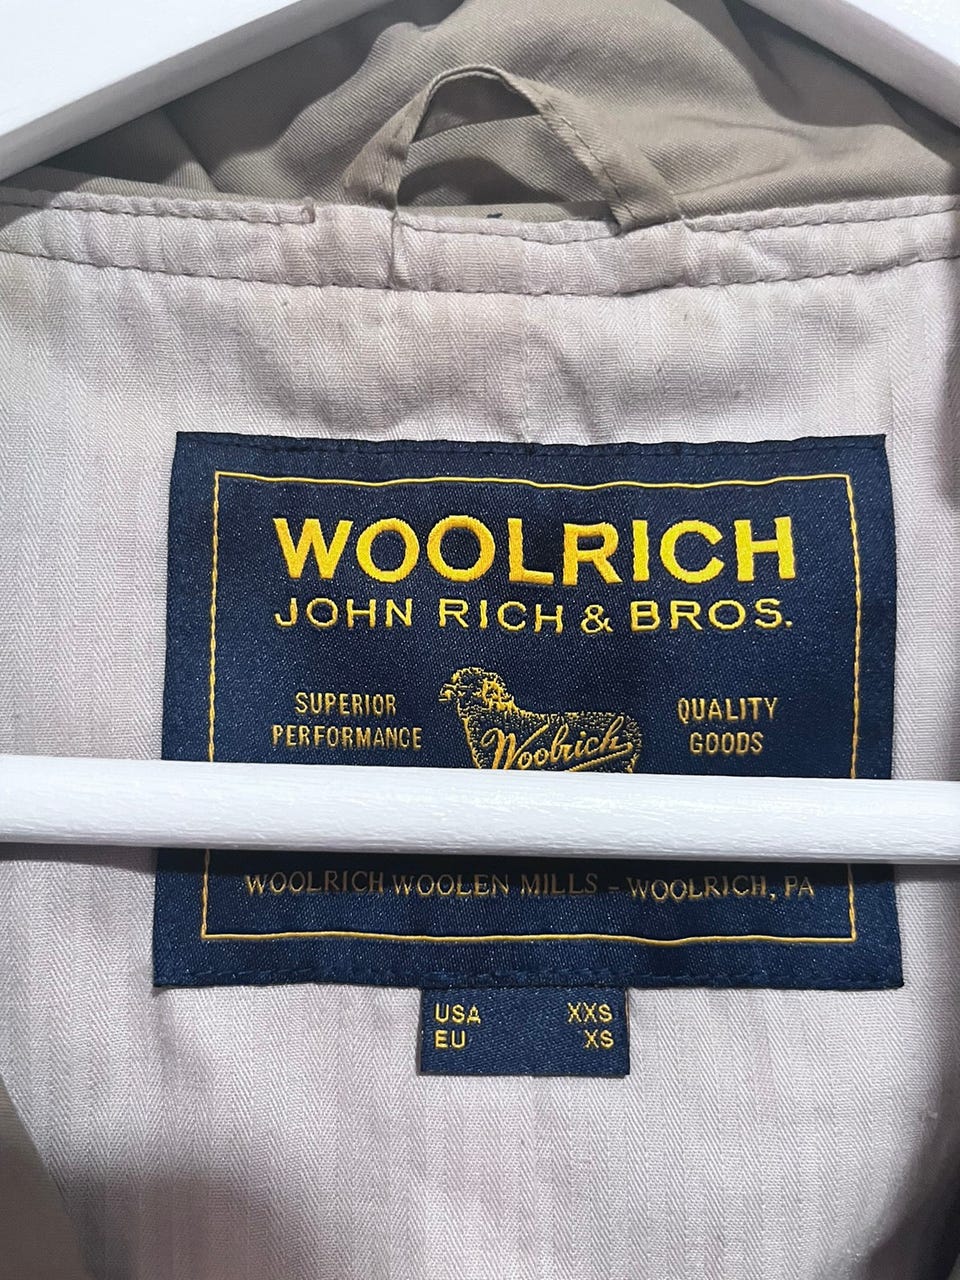 WOOLRICH
JOHN RICH & BROS.
SUPERIOR
PERFORMANCE
Woolrich
QUALITY
GOODS
WOOLRICH WOOLEN MILLS - WOOLRICH, PA
USA XXS
EU XS